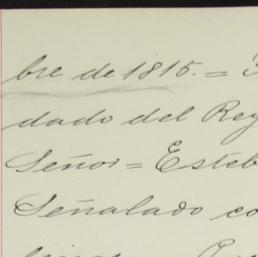 bre de 1815. =
dado del Rey
Señor = Esteb
Señalado co